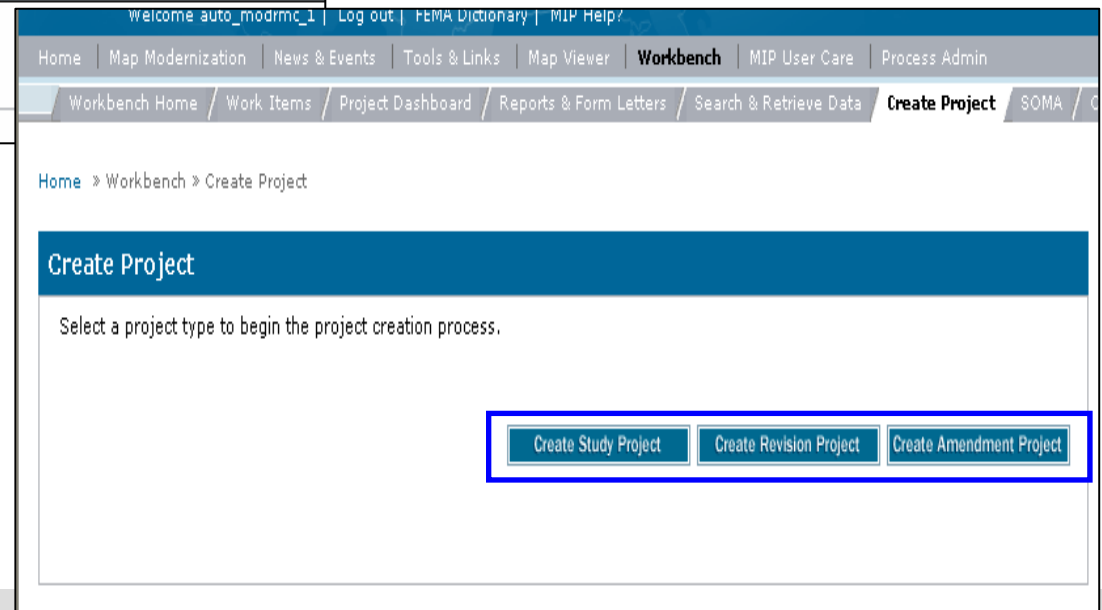 Welcome auto_modrmc_1 | Log out | FEMA Dictionary | MIP Help?
Home | Map Modernization | News & Events | Tools & Links | Map Viewer | Workbench | MIP User Care | Process Admin
Workbench Home / Work Items / Project Dashboard / Reports & Form Letters / Search & Retrieve Data / Create Project / SOMA /
Home » Workbench » Create Project
Create Project
Select a project type to begin the project creation process.
Create Study Project Create Revision Project Create Amendment Project